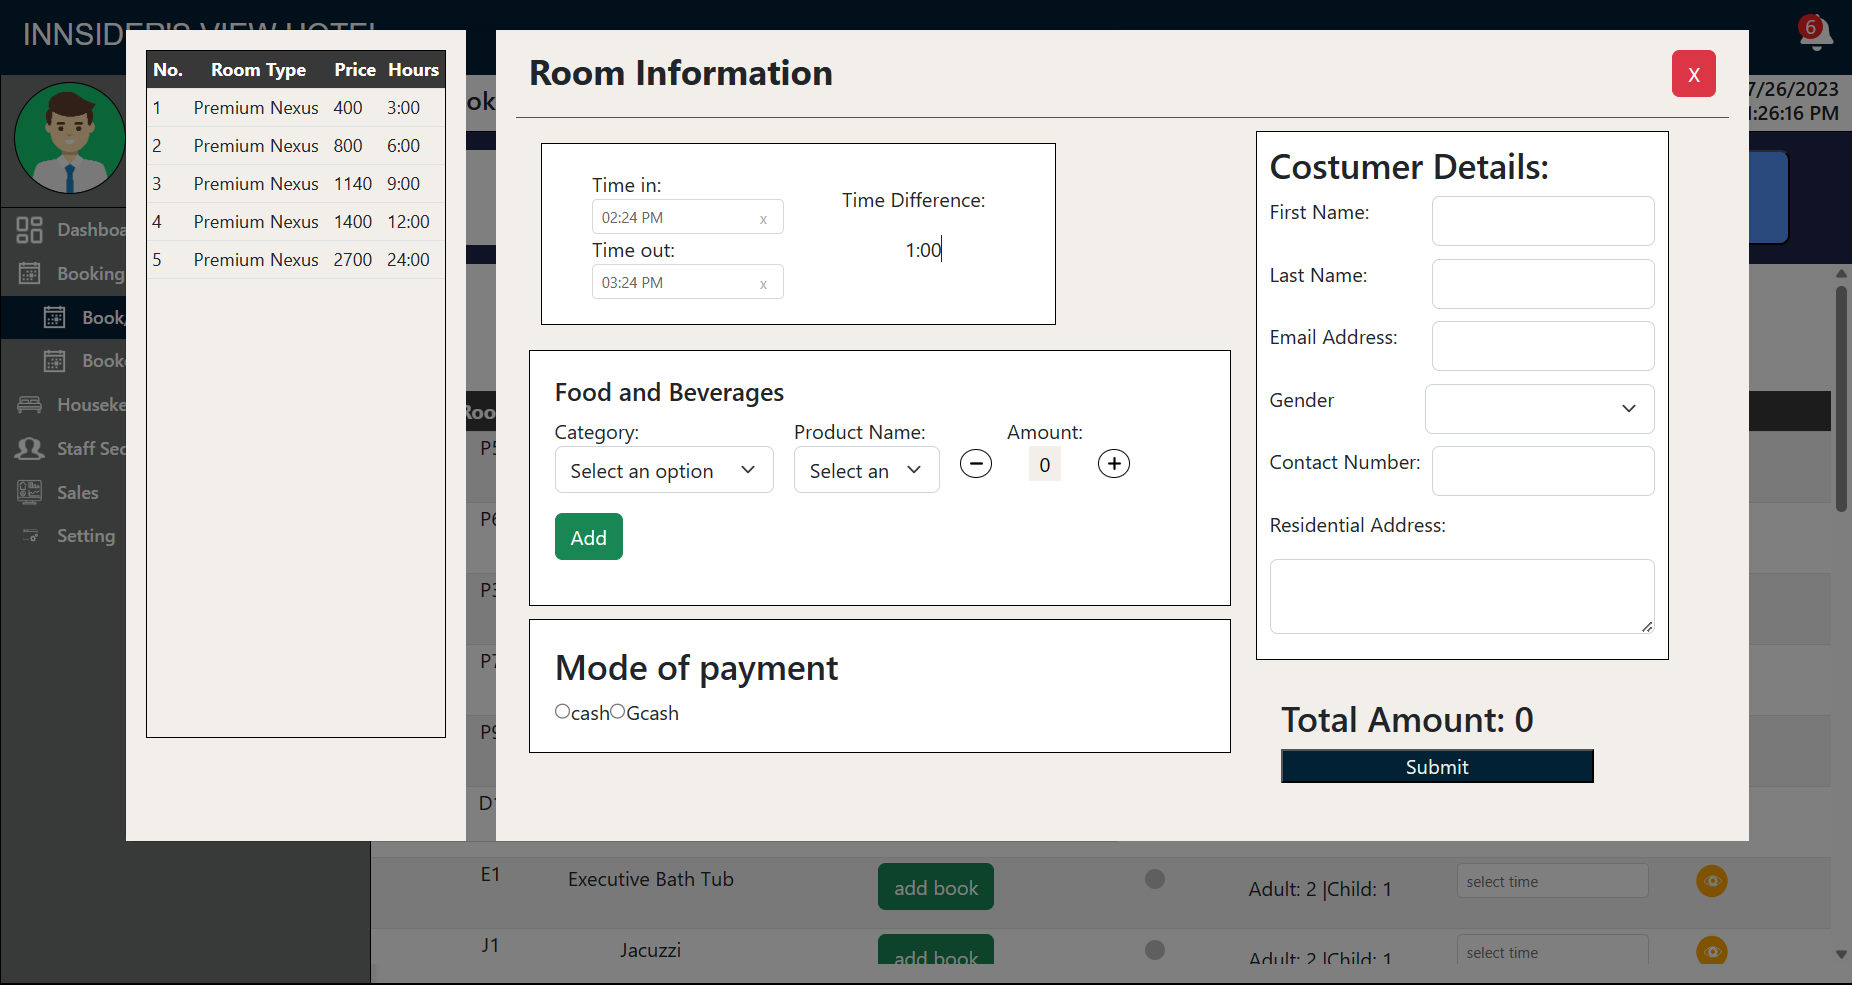 INNSIDER'S VIEW HOTEL
6
No. Room Type Price Hours
1 Premium Nexus 400 3:00
2 Premium Nexus 800 6:00
3 Premium Nexus 1140 9:00
4 Premium Nexus 1400 12:00
5 Premium Nexus 2700 24:00
Room Information
X
7/26/2023
:26:16 PM
Time in:
02:24 PM x
Time out:
03:24 PM x
Time Difference:
1:00
Food and Beverages
Category:
Select an option
Product Name:
Select an
Amount:
0
Add
Mode of payment
cash Gcash
Costumer Details:
First Name:
Last Name:
Email Address:
Gender
Contact Number:
Residential Address:
Total Amount: 0
Submit
Dashboa
Booking
Book,
Book
Houseke
Staff Sec
Sales
Setting
ok
Roo
P5
P6
P3
P7
P9
D1
E1 Executive Bath Tub add book Adult: 2 |Child: 1 select time
J1 Jacuzzi add book Adult: 2 |Child: 1 select time